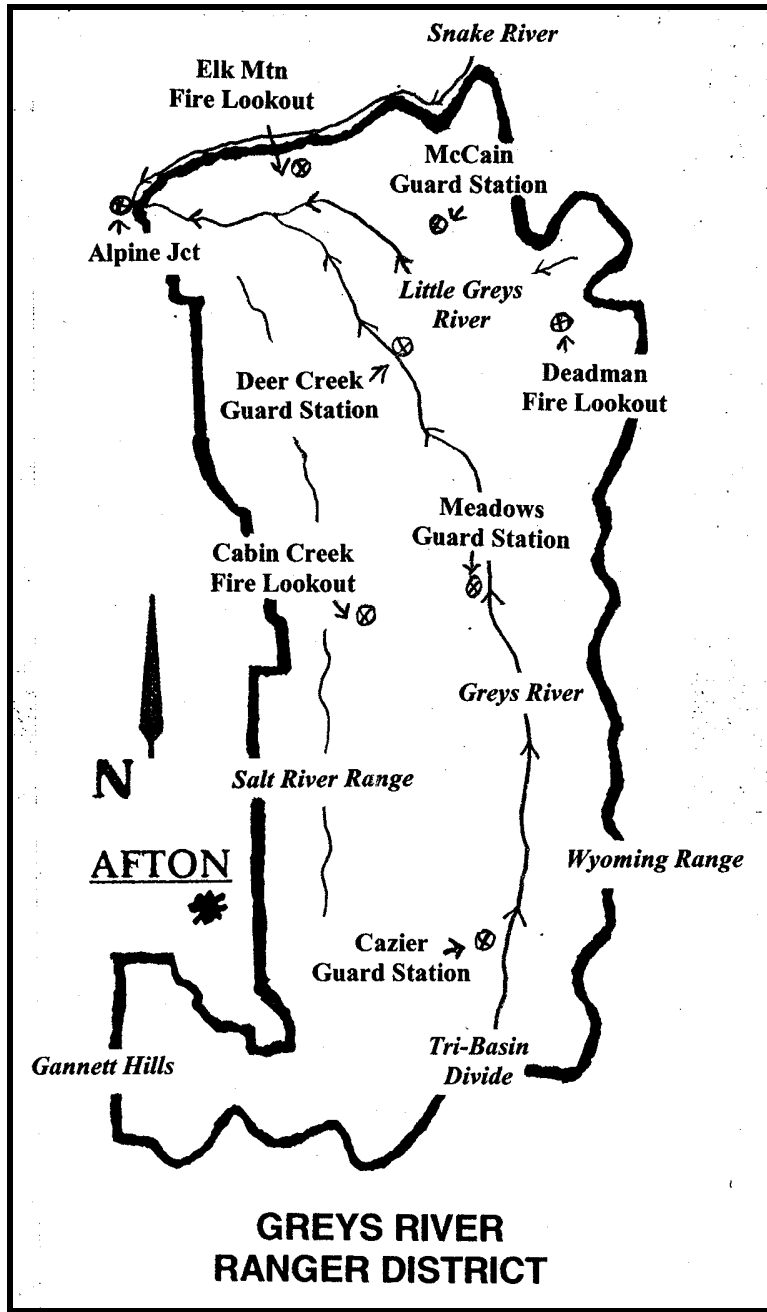 Snake River
Elk Mtn
Fire Lookout
McCain
Guard Station
Alpine Jct
Little Greys
River
Deer Creek
Guard Station
Deadman
Fire Lookout
Meadows
Guard Station
Cabin Creek
Fire Lookout
Greys River
N
Salt River Range
AFTON
Wyoming Range
Cazier
Guard Station
Tri-Basin
Divide
Gannett Hills
GREYS RIVER
RANGER DISTRICT